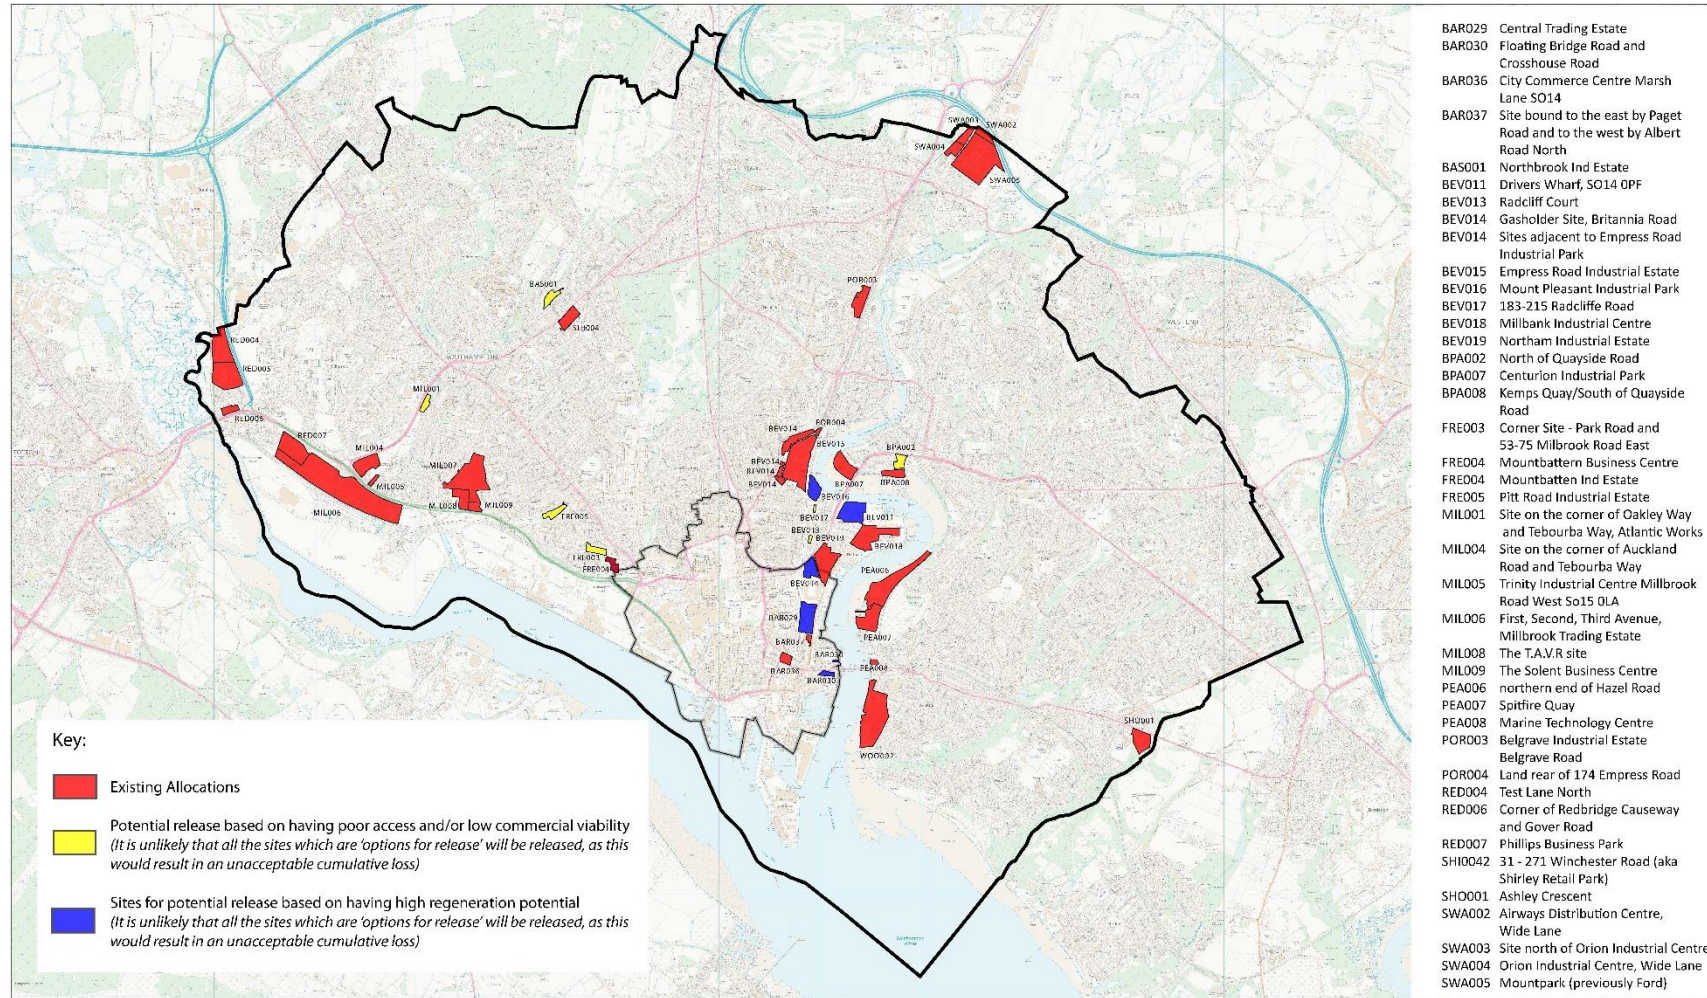 SWA003
SWA002
SWA004
SWA005
BAS001
SHI004
POR003
RED004
RED005
RED006
MIL001
RED007
MIL004
MIL007
MIL005
MIL006
MIL008
MIL009
FRE005
FRE003
FRE004
BEV014
POR004
BEV015
BEV014
BEV014
BEV014
BPA002
BPA007
BPA008
BEV016
BEV017
BEV011
BEV013
BEV019
BEV018
BEV014
PEA006
BAR029
PEA007
BAR037
BAR030
BAR036
PEA008
BAR030
WOO002
SHO001
SOUTHAMPTON
WEST END
Key:
Existing Allocations
Potential release based on having poor access and/or low commercial viability
(It is unlikely that all the sites which are 'options for release' will be released, as this
would result in an unacceptable cumulative loss)
Sites for potential release based on having high regeneration potential
(It is unlikely that all the sites which are 'options for release' will be released, as this
would result in an unacceptable cumulative loss)
BAR029 Central Trading Estate
BAR030 Floating Bridge Road and
Crosshouse Road
BAR036 City Commerce Centre Marsh
Lane SO14
BAR037 Site bound to the east by Paget
Road and to the west by Albert
Road North
BAS001 Northbrook Ind Estate
BEV011 Drivers Wharf, SO14 0PF
BEV013 Radcliff Court
BEV014 Gasholder Site, Britannia Road
BEV014 Sites adjacent to Empress Road
Industrial Park
BEV015 Empress Road Industrial Estate
BEV016 Mount Pleasant Industrial Park
BEV017 183-215 Radcliffe Road
BEV018 Millbank Industrial Centre
BEV019 Northam Industrial Estate
BPA002 North of Quayside Road
BPA007 Centurion Industrial Park
BPA008 Kemps Quay/South of Quayside
Road
FRE003 Corner Site - Park Road and
53-75 Milbrook Road East
FRE004 Mountbattern Business Centre
FRE004 Mountbatten Ind Estate
FRE005 Pitt Road Industrial Estate
MIL001 Site on the corner of Oakley Way
and Tebourba Way, Atlantic Works
MIL004 Site on the corner of Auckland
Road and Tebourba Way
MIL005 Trinity Industrial Centre Millbrook
Road West So15 0LA
MIL006 First, Second, Third Avenue,
Millbrook Trading Estate
MIL008 The T.A.V.R site
MIL009 The Solent Business Centre
PEA006 northern end of Hazel Road
PEA007 Spitfire Quay
PEA008 Marine Technology Centre
POR003 Belgrave Industrial Estate
Belgrave Road
POR004 Land rear of 174 Empress Road
RED004 Test Lane North
RED006 Corner of Redbridge Causeway
and Gover Road
RED007 Phillips Business Park
SHI0042 31 - 271 Winchester Road (aka
Shirley Retail Park)
SHO001 Ashley Crescent
SWA002 Airways Distribution Centre,
Wide Lane
SWA003 Site north of Orion Industrial Centre
SWA004 Orion Industrial Centre, Wide Lane
SWA005 Mountpark (previously Ford)